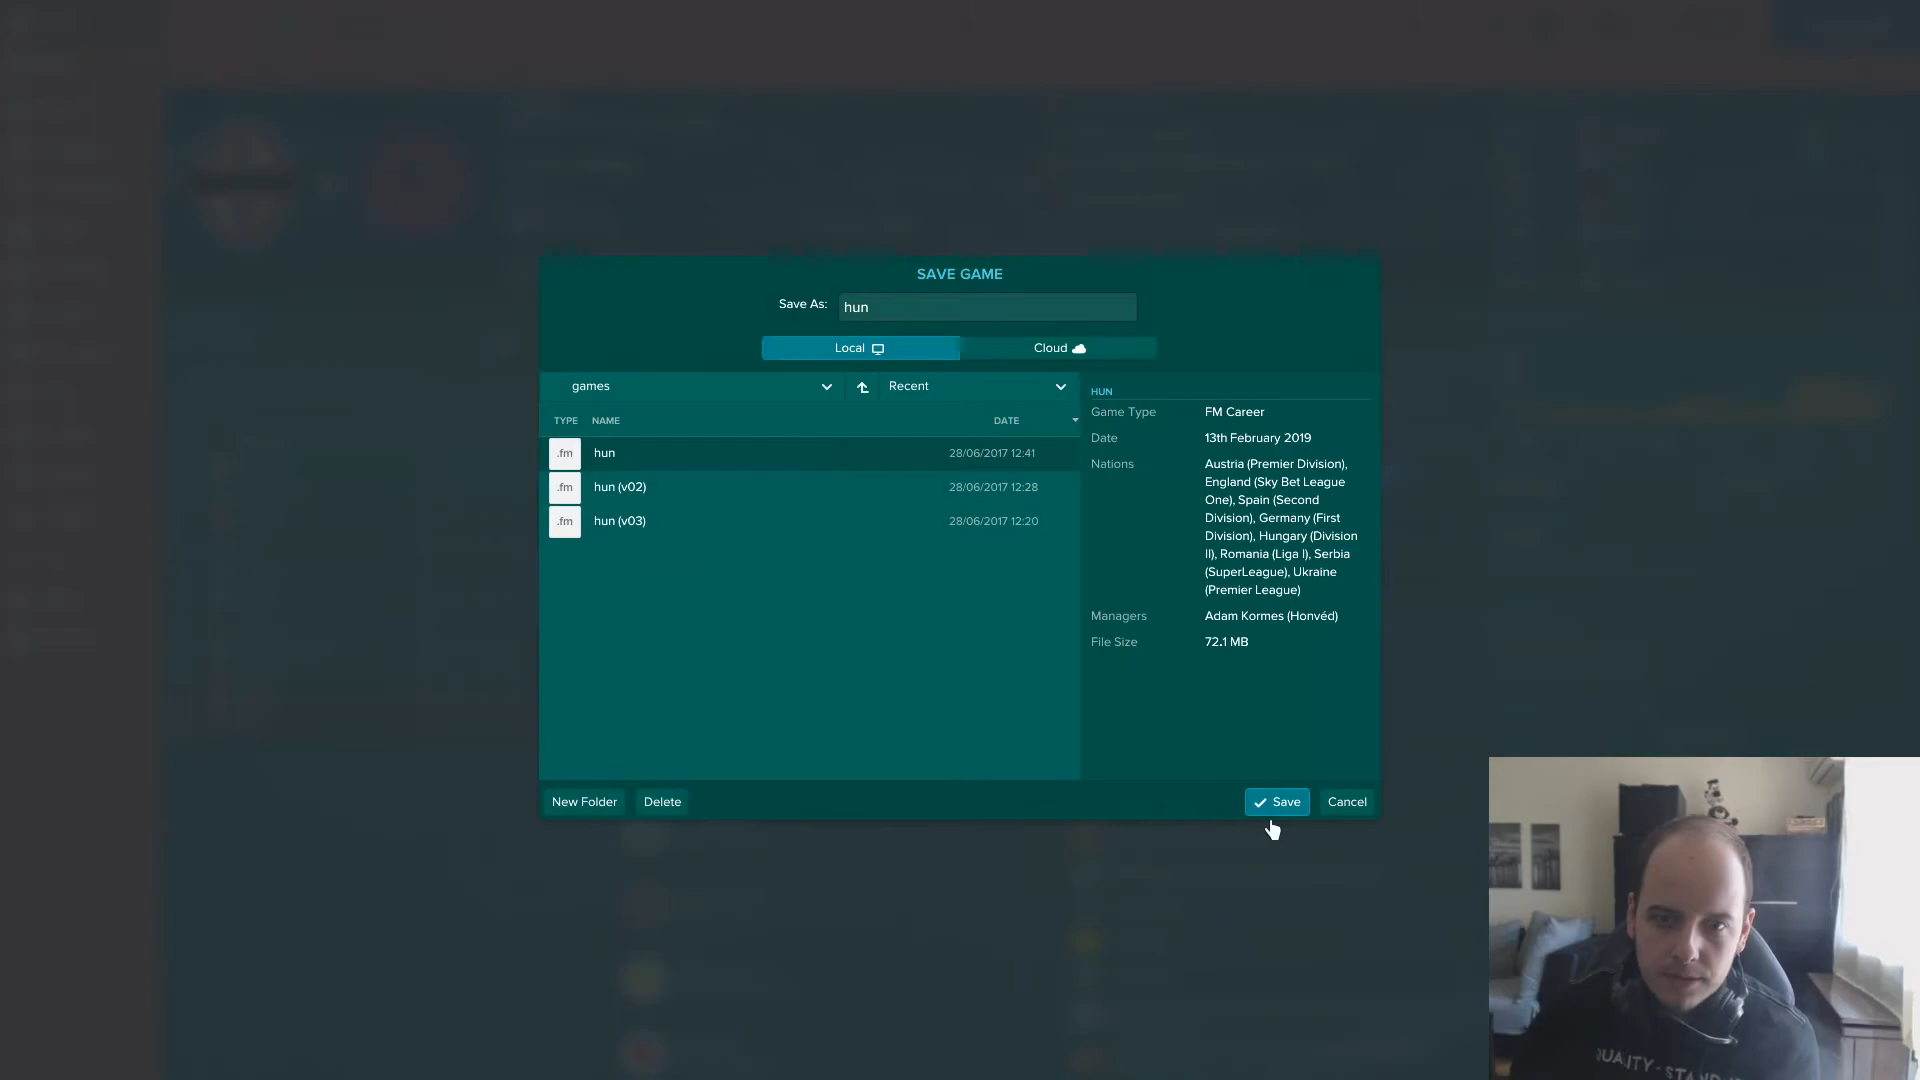 SAVE GAME
Save As: hun
Local Cloud
games Recent
TYPE NAME DATE
.fm hun 28/06/2017 12:41
.fm hun (v02) 28/06/2017 12:28
.fm hun (v03) 28/06/2017 12:20
HUN
Game Type FM Career
Date 13th February 2019
Nations Austria (Premier Division),
England (Sky Bet League
One), Spain (Second
Division), Germany (First
Division), Hungary (Division
II), Romania (Liga I), Serbia
(SuperLeague), Ukraine
(Premier League)
Managers Adam Kormes (Honvéd)
File Size 72.1 MB
New Folder Delete Save Cancel